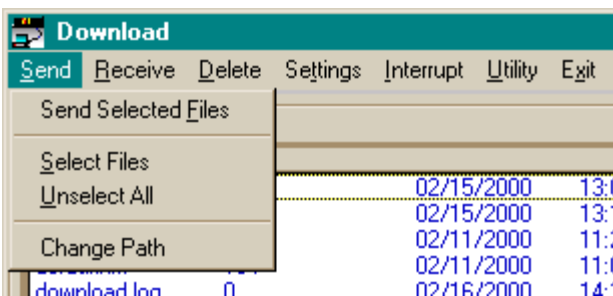 Download
Send Receive Delete Settings Interrupt Utility Exit
Send Selected Files
Select Files
Unselect All
Change Path
02/15/2000
02/15/2000
02/11/2000
02/11/2000
download.log 0 02/16/2000